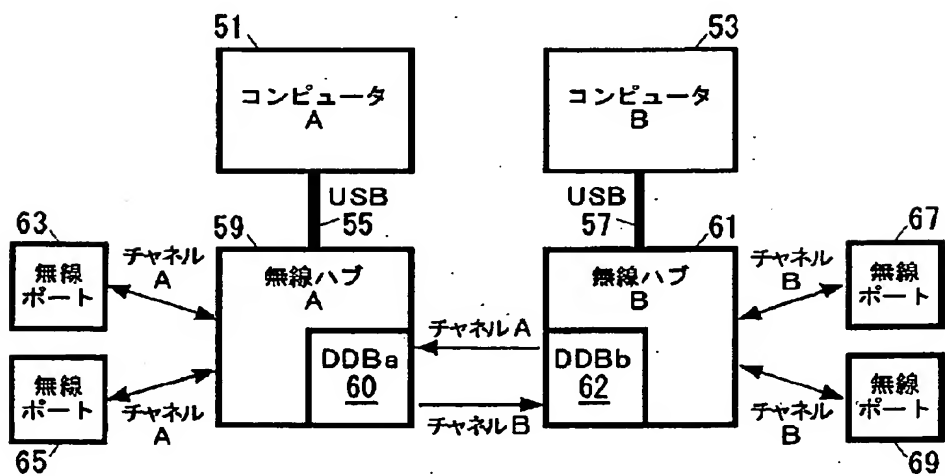 51
53
コンピュータ
A
コンピュータ
B
USB
55
USB
57
63
59
61
67
無線
ポート
チャネル
A
無線ハブ
A
無線ハブ
B
チャネル
B
無線
ポート
チャネル A
DDBa
60
DDBb
62
チャネル B
無線
ポート
チャネル
A
チャネル
B
無線
ポート
65
69